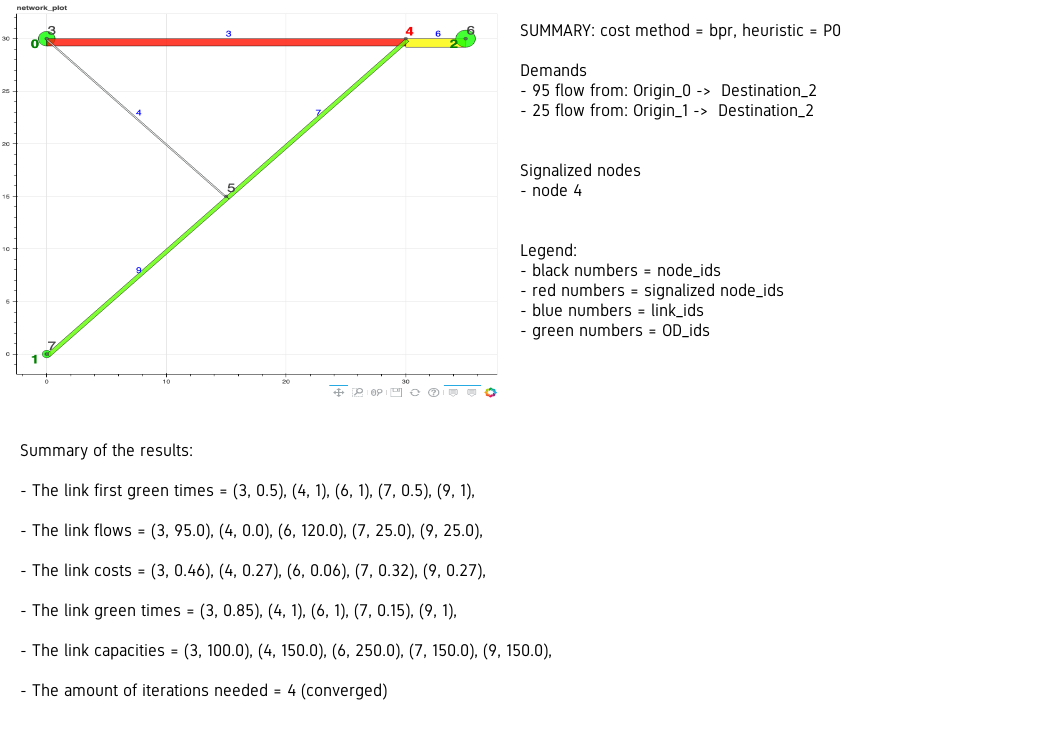 network_plot
30
25
20
15
10
5
0
0
10
20
30
3
0
3
4
6
6
2
4
7
5
9
7
1
SUMMARY: cost method = bpr, heuristic = P0
Demands
- 95 flow from: Origin_0 -> Destination_2
- 25 flow from: Origin_1 -> Destination_2
Signalized nodes
- node 4
Legend:
- black numbers = node_ids
- red numbers = signalized node_ids
- blue numbers = link_ids
- green numbers = OD_ids
Summary of the results:
- The link first green times = (3, 0.5), (4, 1), (6, 1), (7, 0.5), (9, 1),
- The link flows = (3, 95.0), (4, 0.0), (6, 120.0), (7, 25.0), (9, 25.0),
- The link costs = (3, 0.46), (4, 0.27), (6, 0.06), (7, 0.32), (9, 0.27),
- The link green times = (3, 0.85), (4, 1), (6, 1), (7, 0.15), (9, 1),
- The link capacities = (3, 100.0), (4, 150.0), (6, 250.0), (7, 150.0), (9, 150.0),
- The amount of iterations needed = 4 (converged)